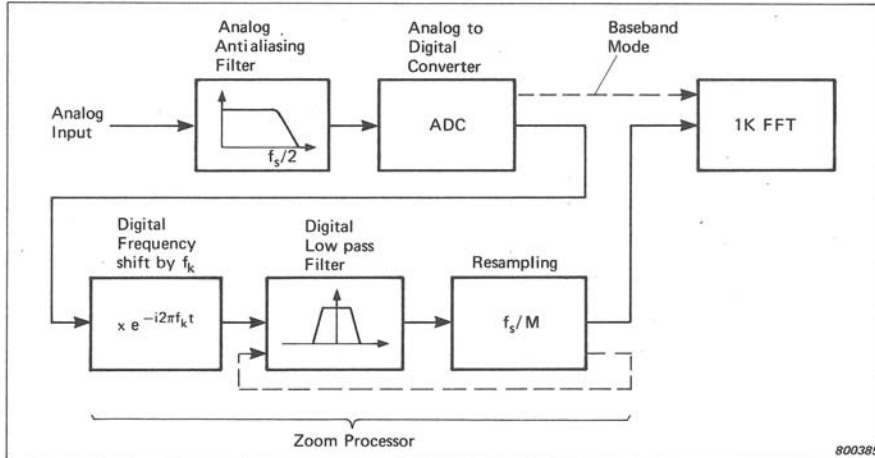 Analog
Antialiasing
Filter
Analog to
Digital
Converter
Baseband
Mode
Analog
Input
f_s/2
ADC
1K FFT
Digital
Frequency
shift by f_k
Digital
Low pass
Filter
Resampling
x e^{-i2πf_k t}
f_s/M
Zoom Processor
800389